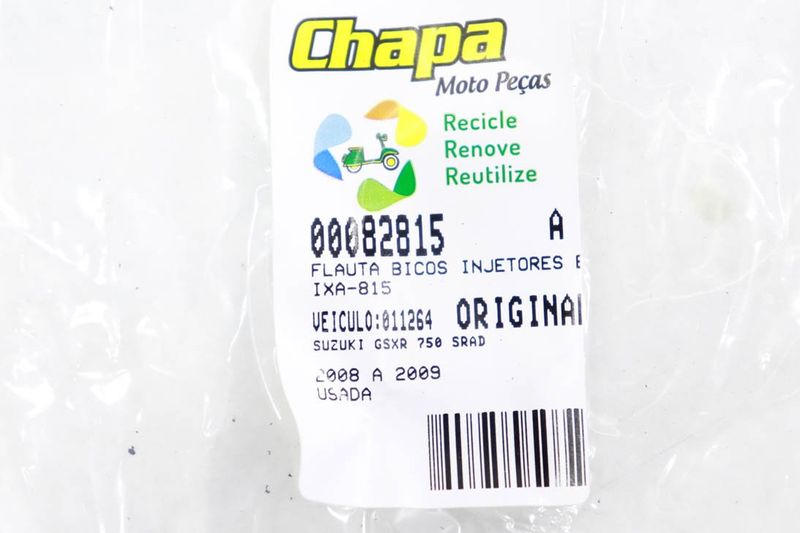 Chapa
Moto Peças
Recicle
Renove
Reutilize
00082815 A
FLAUTA BICOS INJETORES E
IXA-815
VEICULO:011264 ORIGINAL
SUZUKI GSXR 750 SRAD
2008 A 2009
USADA